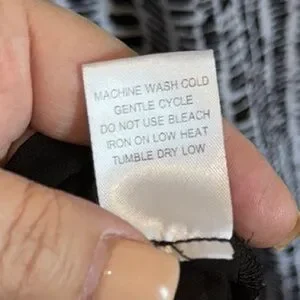 MACHINE WASH COLD
GENTLE CYCLE
DO NOT USE BLEACH
IRON ON LOW HEAT
TUMBLE DRY LOW